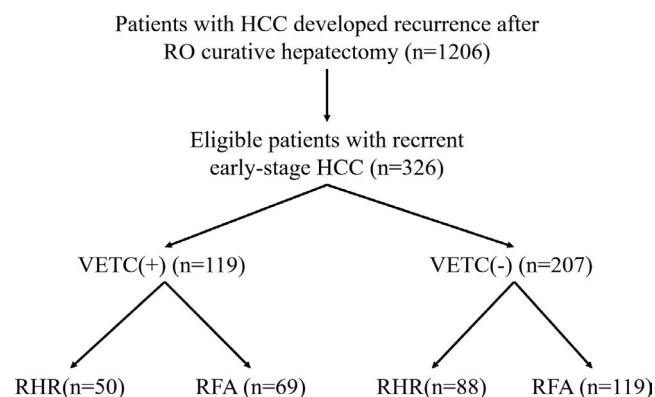 Patients with HCC developed recurrence after
RO curative hepatectomy (n=1206)
Eligible patients with recrrent
early-stage HCC (n=326)
VETC(+) (n=119)
VETC(-) (n=207)
RHR(n=50)
RFA (n=69)
RHR(n=88)
RFA (n=119)